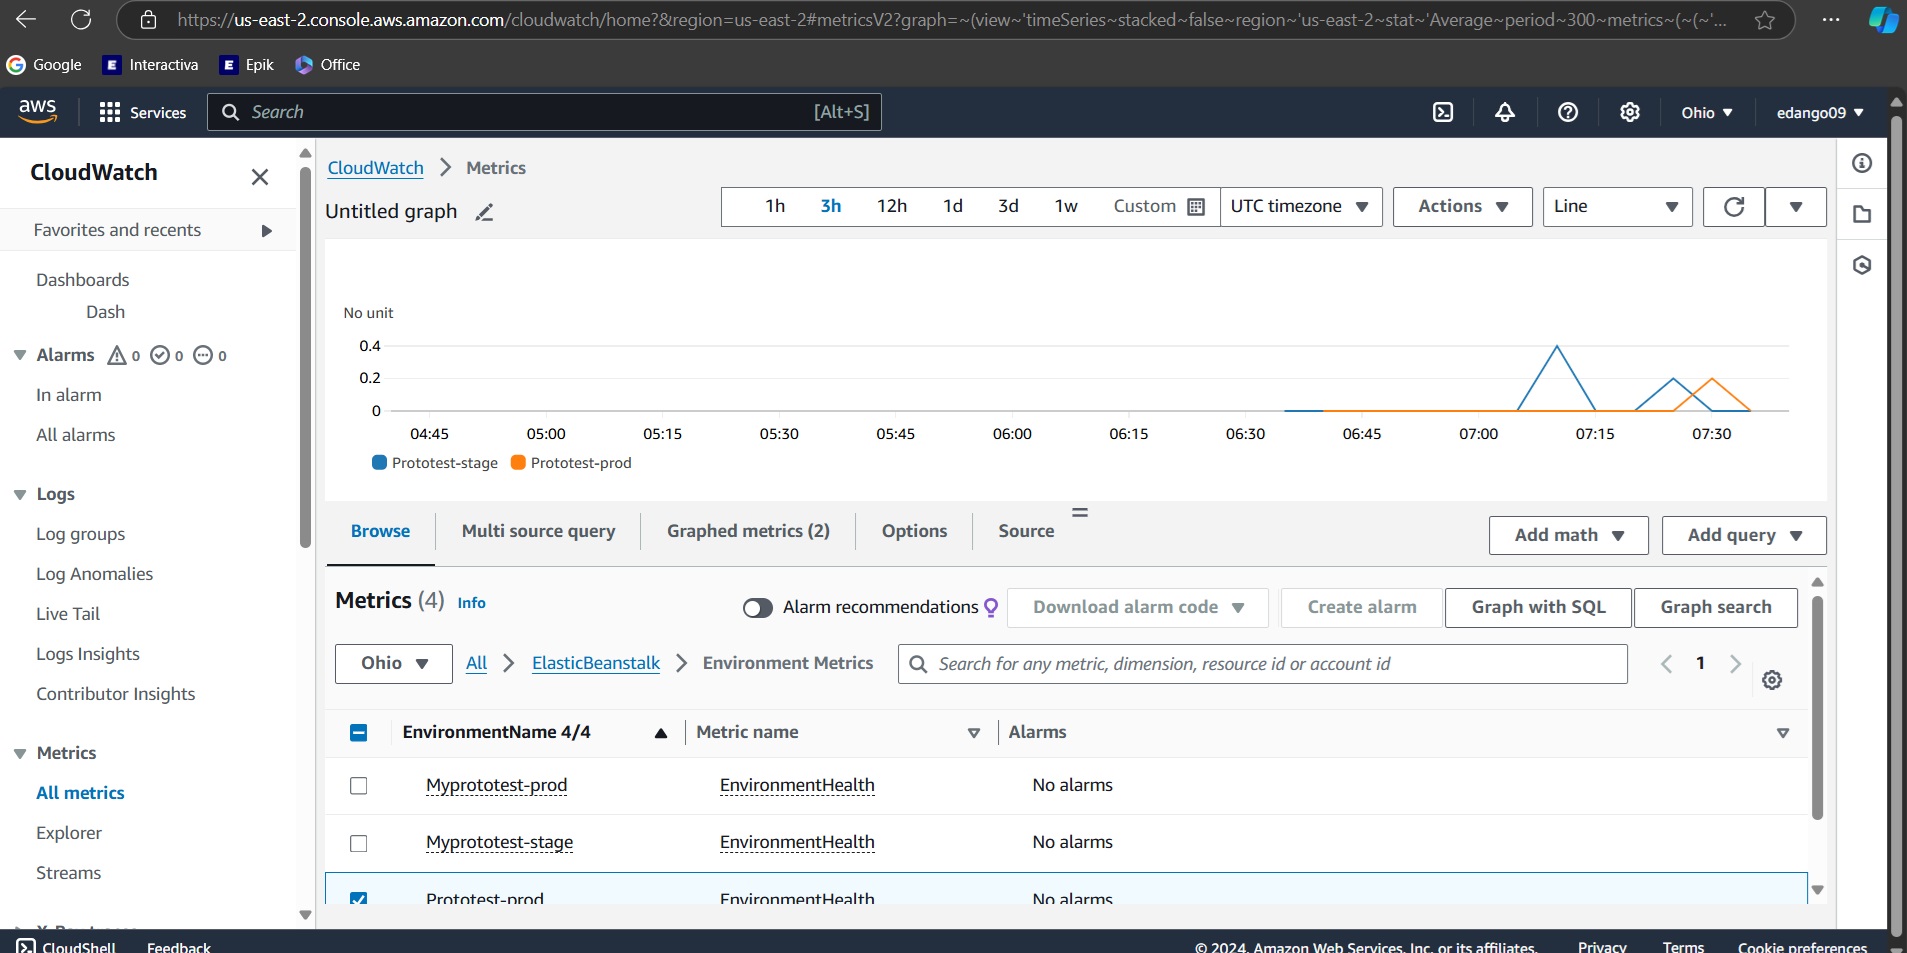 https://us-east-2.console.aws.amazon.com/cloudwatch/home?&region=us-east-2#metricsV2?graph=~(view~'timeSeries~stacked~false~region~'us-east-2~stat~'Average~period~300~metrics~(~(~'...
Google Interactiva Epik Office
aws Services Search [Alt+S] Ohio edango09
CloudWatch
Favorites and recents
Dashboards
Dash
Alarms 0 0 0
In alarm
All alarms
Logs
Log groups
Log Anomalies
Live Tail
Logs Insights
Contributor Insights
Metrics
All metrics
Explorer
Streams
CloudWatch Metrics
Untitled graph
1h 3h 12h 1d 3d 1w Custom UTC timezone Actions Line
No unit
0.4
0.2
0
04:45 05:00 05:15 05:30 05:45 06:00 06:15 06:30 06:45 07:00 07:15 07:30
Prototest-stage Prototest-prod
Browse Multi source query Graphed metrics (2) Options Source Add math Add query
Metrics (4) Info Alarm recommendations Download alarm code Create alarm Graph with SQL Graph search
Ohio All ElasticBeanstalk Environment Metrics Search for any metric, dimension, resource id or account id 1
EnvironmentName 4/4 Metric name Alarms
Myprototest-prod EnvironmentHealth No alarms
Myprototest-stage EnvironmentHealth No alarms
Prototest-prod EnvironmentHealth No alarms
CloudShell Feedback © 2024, Amazon Web Services, Inc. or its affiliates. Privacy Terms Cookie preferences